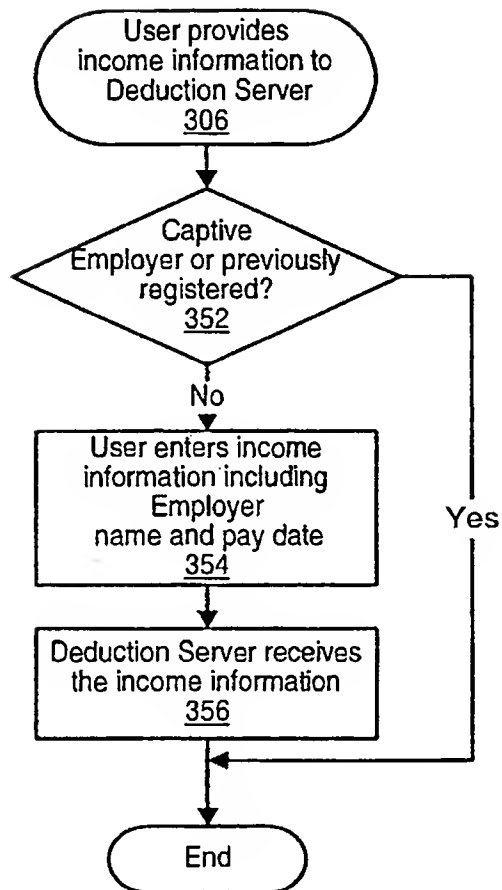 User provides
income information to
Deduction Server
306
Captive
Employer or previously
registered?
352
No
User enters income
information including
Employer
name and pay date
354
Yes
Deduction Server receives
the income information
356
End